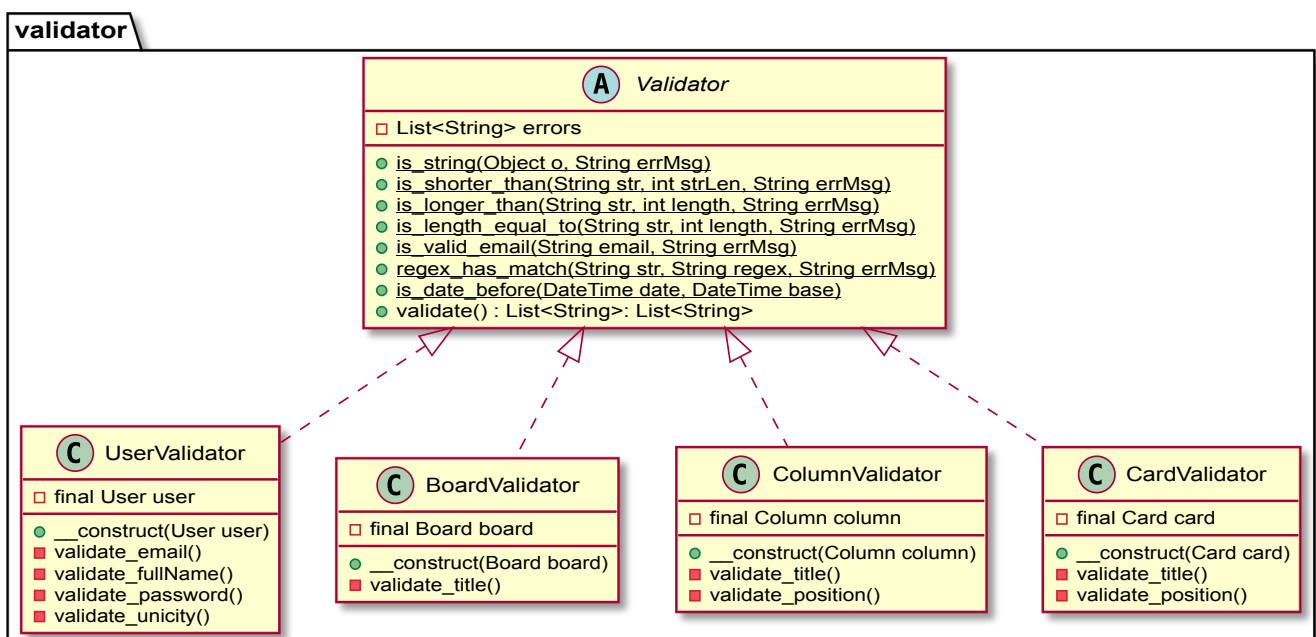 validator
A Validator
List<String> errors
is_string(Object o, String errMsg)
is_shorter_than(String str, int strLen, String errMsg)
is_longer_than(String str, int length, String errMsg)
is_length_equal_to(String str, int length, String errMsg)
is_valid_email(String email, String errMsg)
regex_has_match(String str, String regex, String errMsg)
is_date_before(DateTime date, DateTime base)
validate() : List<String>: List<String>
C UserValidator
final User user
__construct(User user)
validate_email()
validate_fullName()
validate_password()
validate_unicity()
C BoardValidator
final Board board
__construct(Board board)
validate_title()
C ColumnValidator
final Column column
__construct(Column column)
validate_title()
validate_position()
C CardValidator
final Card card
__construct(Card card)
validate_title()
validate_position()